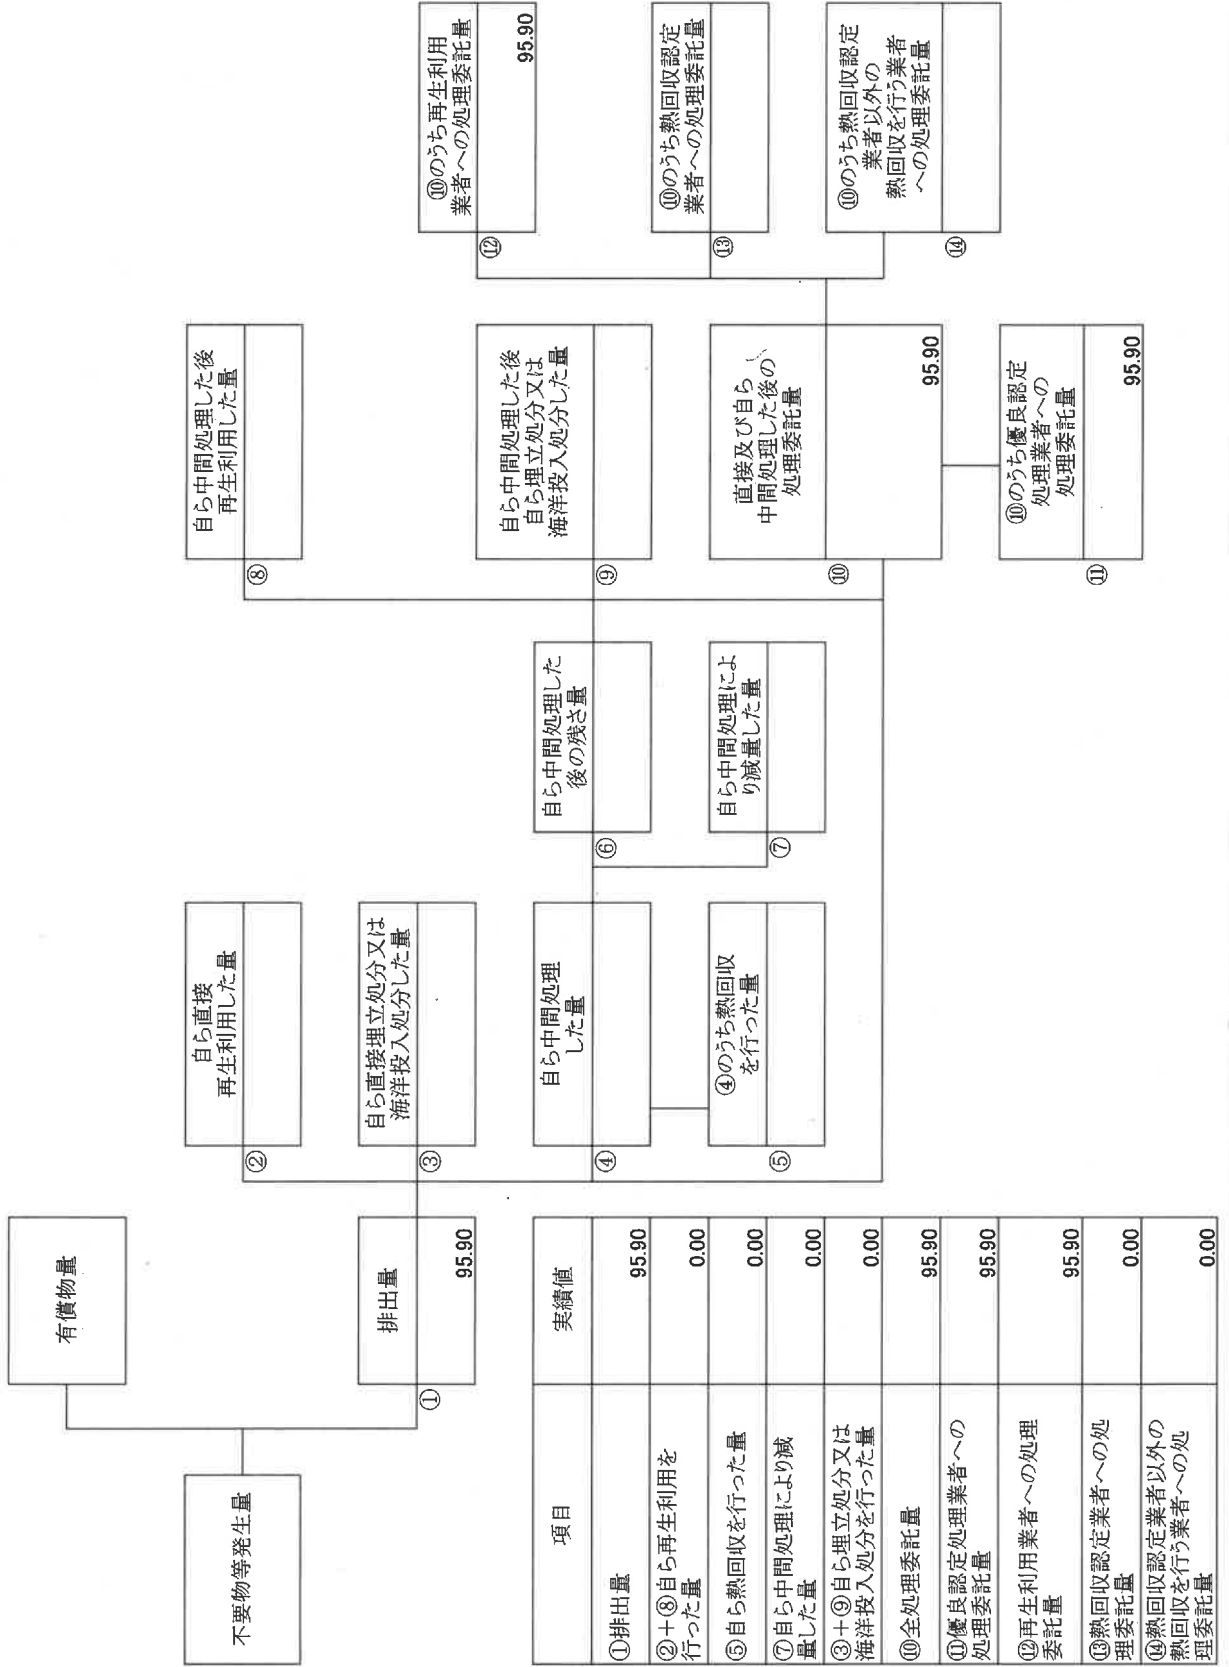 不要物等発生量
有償物量
①
排出量
95.90
②
自ら直接
再生利用した量
③
自ら直接埋立処分又は
海洋投入処分した量
④
自ら中間処理
した量
⑤
④のうち熱回収
を行った量
⑥
自ら中間処理した
後の残さ量
⑦
自ら中間処理によ
り減量した量
⑧
自ら中間処理した後
再生利用した量
⑨
自ら中間処理した後
自ら埋立処分又は
海洋投入処分した量
⑩
直接及び自ら
中間処理した後の
処理委託量
95.90
⑪
⑩のうち優良認定
処理業者への
処理委託量
95.90
⑫
⑩のうち再生利用
業者への処理委託量
95.90
⑬
⑩のうち熱回収認定
業者への処理委託量
⑭
⑩のうち熱回収認定
業者以外の
熱回収を行う業者
への処理委託量
項目 実績値
①排出量 95.90
②+⑧自ら再生利用を
行った量 0.00
⑤自ら熱回収を行った量 0.00
⑦自ら中間処理により減
量した量 0.00
③+⑨自ら埋立処分又は
海洋投入処分を行った量 0.00
⑩全処理委託量 95.90
⑪優良認定処理業者への
処理委託量 95.90
⑫再生利用業者への処理
委託量 95.90
⑬熱回収認定業者への処
理委託量 0.00
⑭熱回収認定業者以外の
熱回収を行う業者への処
理委託量 0.00